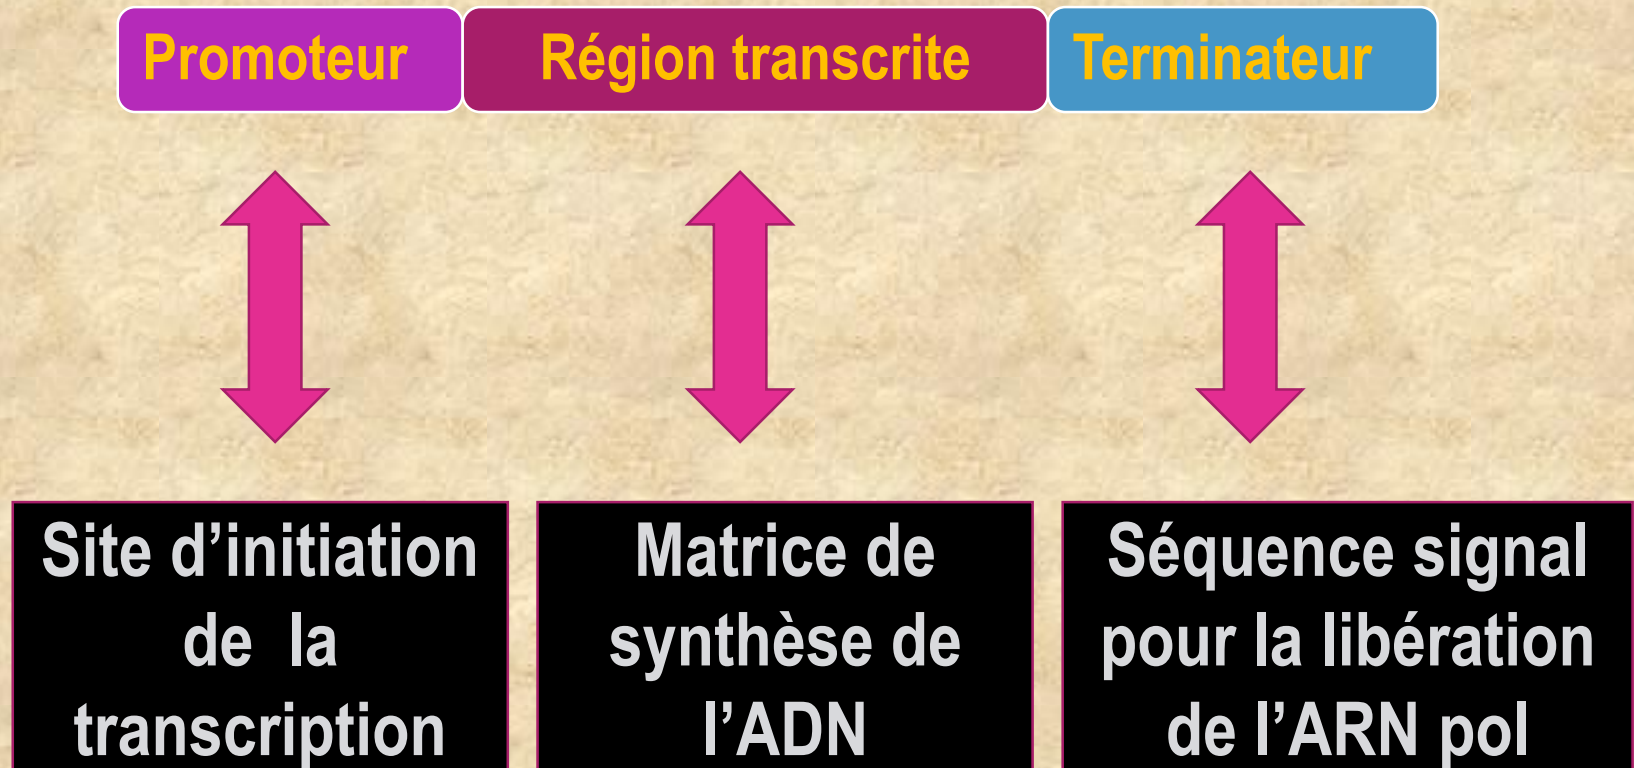 Promoteur
Région transcrite
Terminateur
Site d’initiation
de la
transcription
Matrice de
synthèse de
l’ADN
Séquence signal
pour la libération
de l’ARN pol